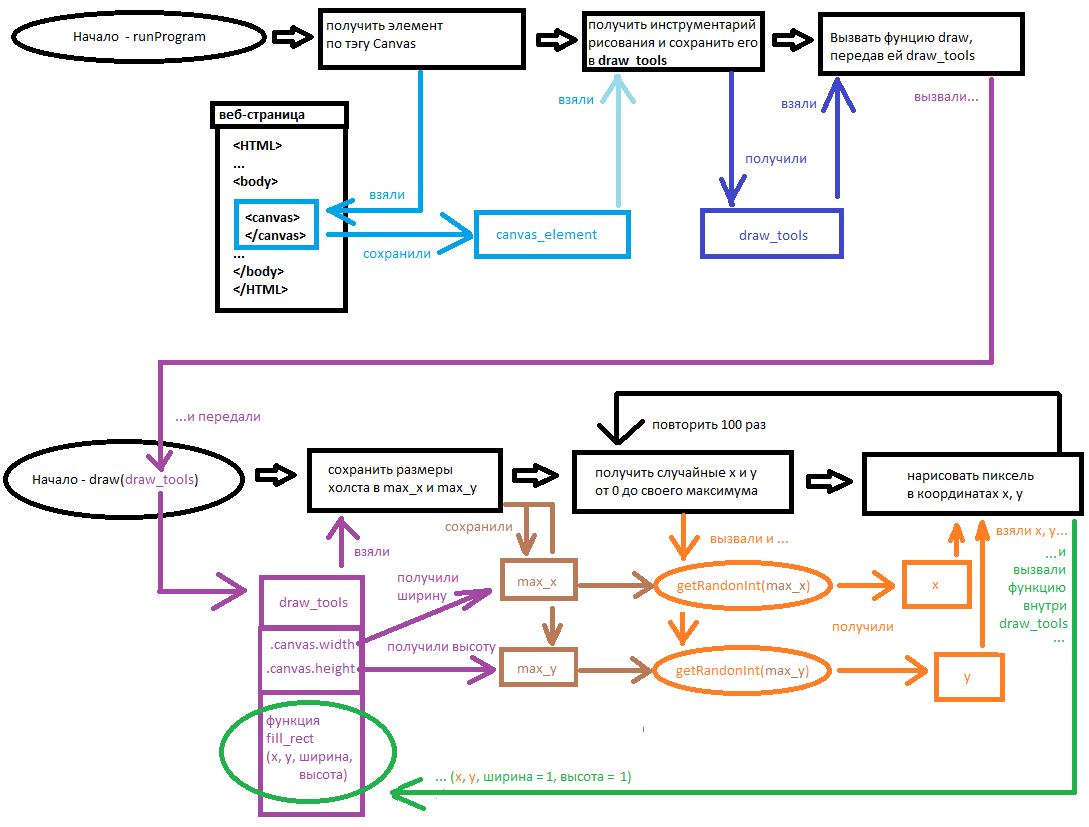 Начало - runProgram
получить элемент
по тэгу Canvas
получить инструментарий
рисования и сохранить его
в draw_tools
Вызвать фунцию draw,
передав ей draw_tools
взяли
взяли
вызвали...
веб-страница
<HTML>
...
<body>
<canvas>
</canvas>
...
</body>
</HTML>
взяли
сохранили
canvas_element
получили
draw_tools
...и передали
повторить 100 раз
Начало - draw(draw_tools)
сохранить размеры
холста в max_x и max_y
получить случайные x и y
от 0 до своего максимума
нарисовать пиксель
в координатах x, y
взяли
сохранили
вызвали и ...
взяли x, y...
...и
вызвали
функцию
внутри
draw_tools
...
draw_tools
.canvas.width
.canvas.height
функция
fill_rect
(x, y, ширина,
высота)
получили
ширину
получили высоту
max_x
max_y
getRandonInt(max_x)
getRandonInt(max_y)
получили
x
y
... (x, y, ширина = 1, высота = 1)